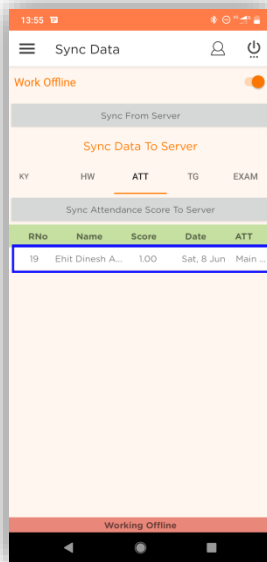 13:55
Sync Data
Work Offline
Sync From Server
Sync Data To Server
KY HW ATT TG EXAM
Sync Attendance Score To Server
RNo Name Score Date ATT
19 Ehit Dinesh A... 1.00 Sat, 8 Jun Main ...
Working Offline